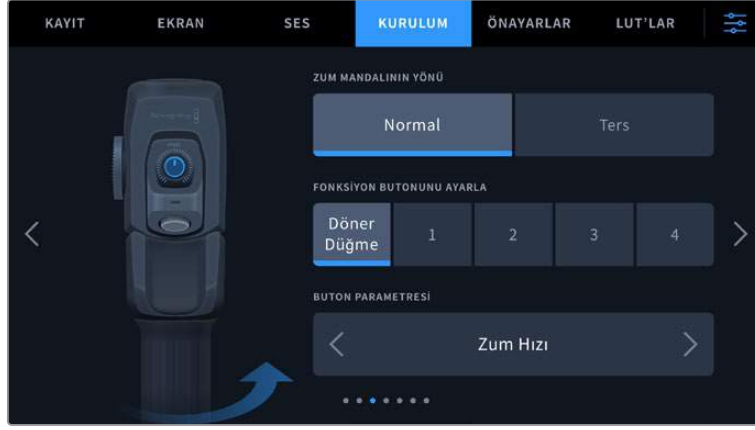 KAYIT EKRAN SES KURULUM ÖNAYARLAR LUT'LAR
ZUM MANDALININ YÖNÜ
Normal Ters
FONKSİYON BUTONUNU AYARLA
Döner
Düğme 1 2 3 4
BUTON PARAMETRESİ
Zum Hızı